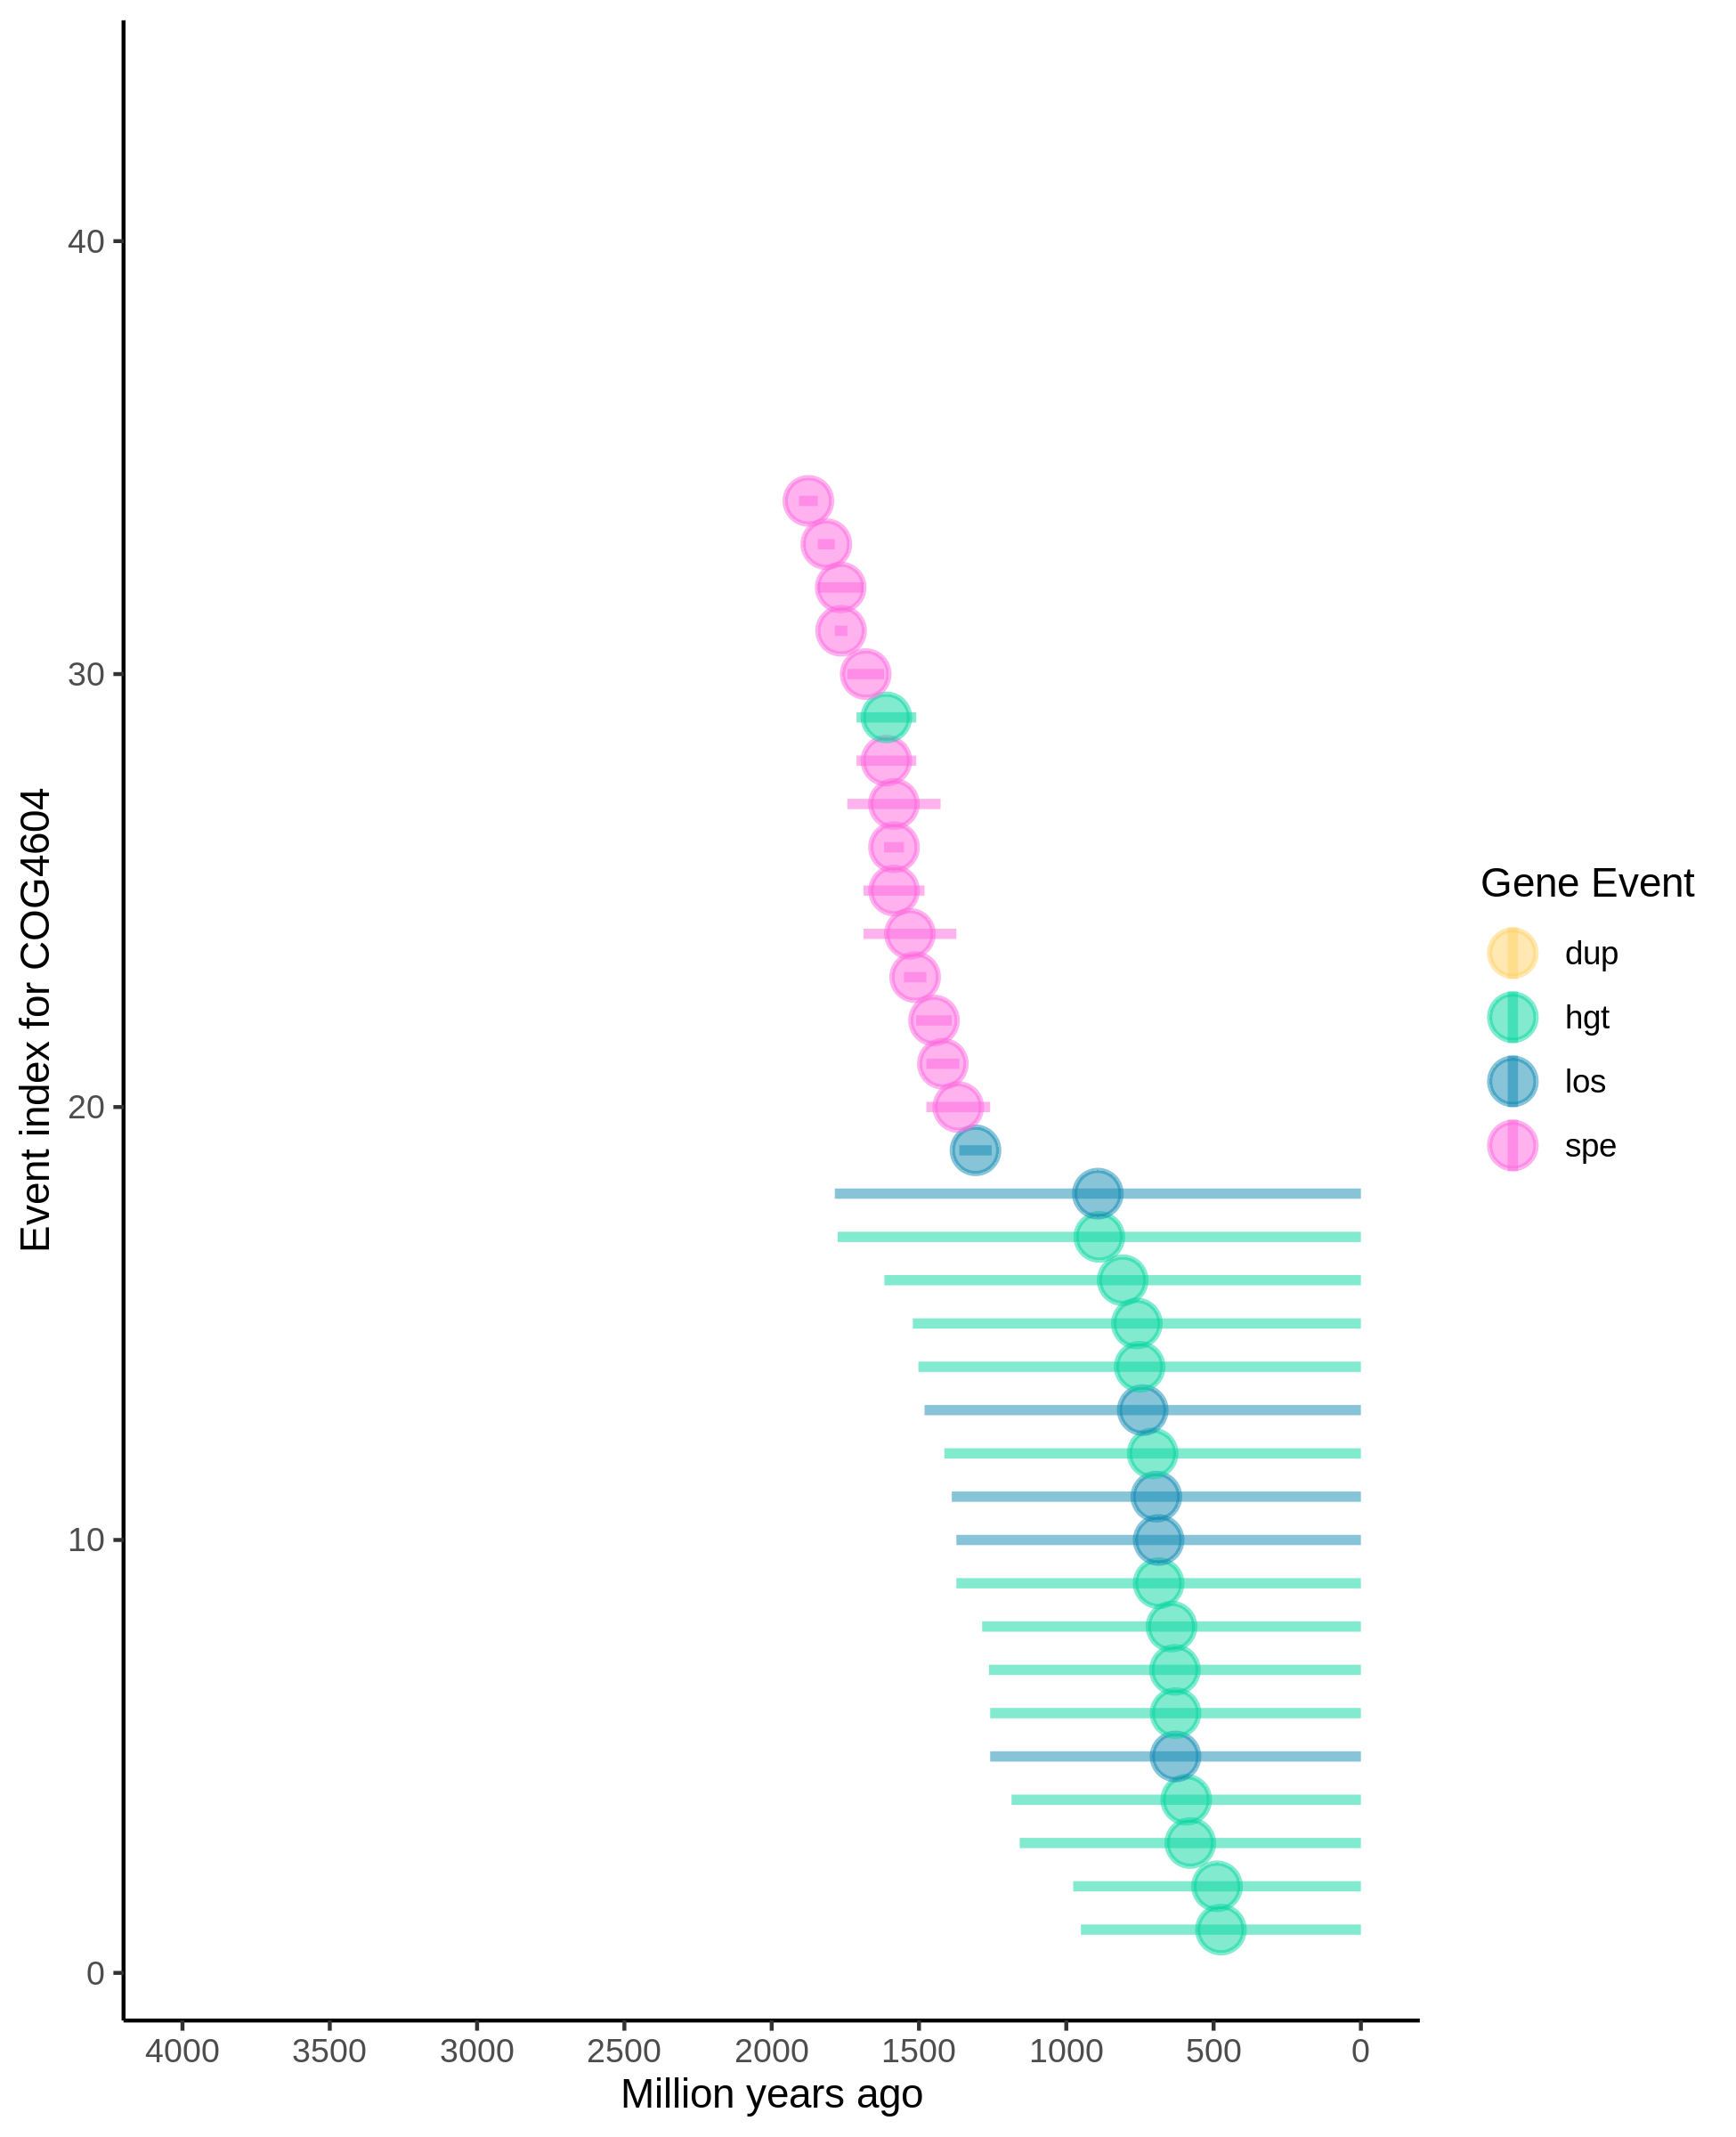 Event index for COG4604
40
30
20
10
0
4000 3500 3000 2500 2000 1500 1000 500 0
Million years ago
Gene Event
dup
hgt
los
spe